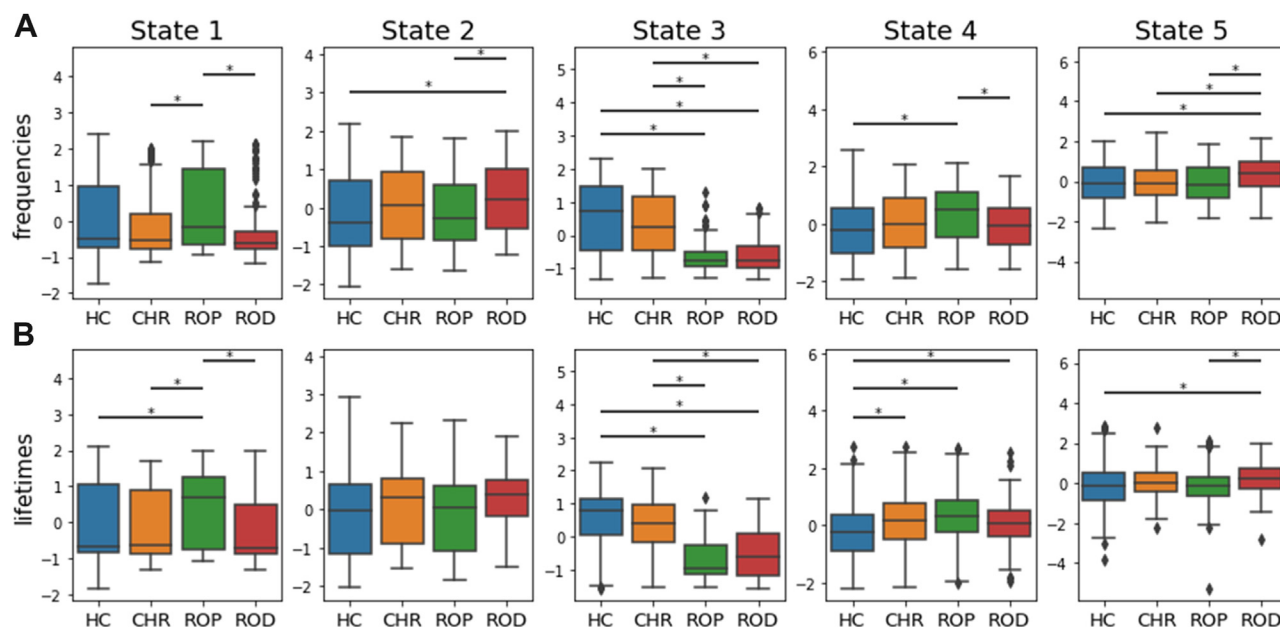 A
State 1 State 2 State 3 State 4 State 5
frequencies
4 3 2 1 0 −1 −2
* *
HC CHR ROP ROD
4 3 2 1 0 −1 −2
* *
HC CHR ROP ROD
5 4 3 2 1 0 −1
* * * *
HC CHR ROP ROD
6 4 2 0 −2
* *
HC CHR ROP ROD
6 4 2 0 −2 −4
* * *
HC CHR ROP ROD
B
lifetimes
4 3 2 1 0 −1 −2
* * *
HC CHR ROP ROD
4 3 2 1 0 −1 −2
HC CHR ROP ROD
5 4 3 2 1 0 −1
* * * *
HC CHR ROP ROD
6 4 2 0 −2
* * *
HC CHR ROP ROD
6 4 2 0 −2 −4
* *
HC CHR ROP ROD